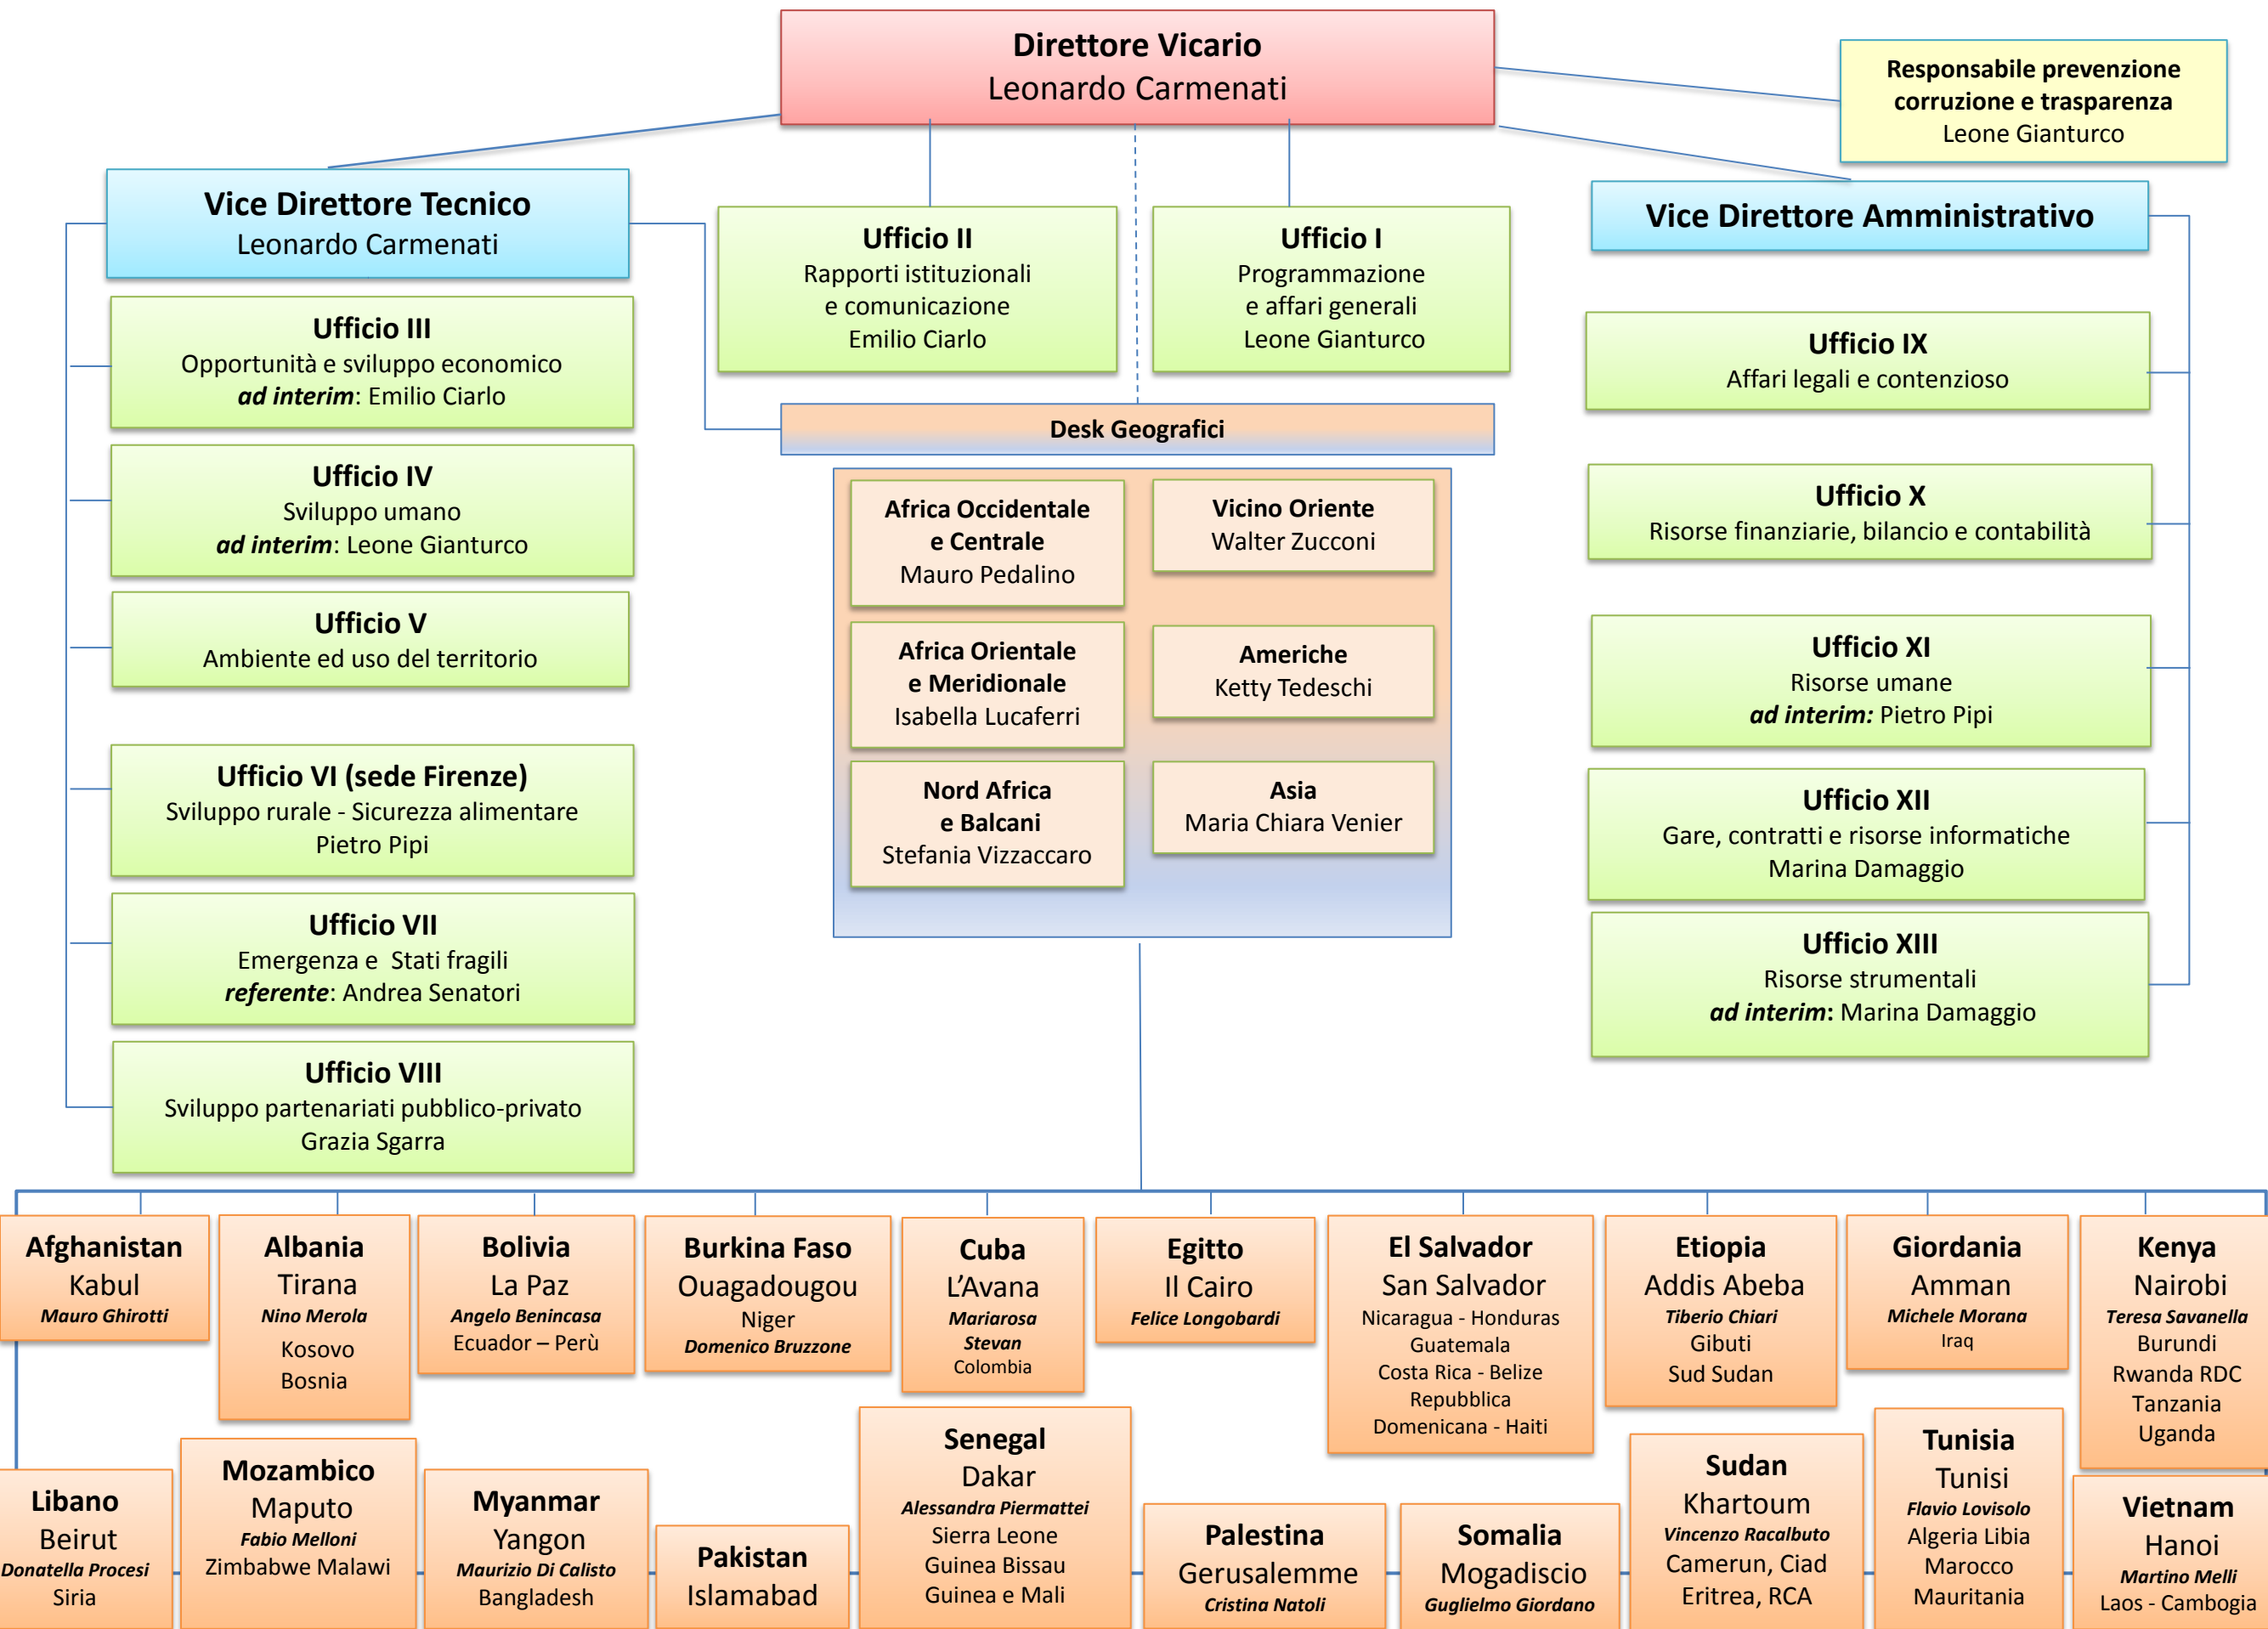 Direttore Vicario
Leonardo Carmenati
Responsabile prevenzione
corruzione e trasparenza
Leone Gianturco
Vice Direttore Tecnico
Leonardo Carmenati
Ufficio II
Rapporti istituzionali
e comunicazione
Emilio Ciarlo
Ufficio I
Programmazione
e affari generali
Leone Gianturco
Vice Direttore Amministrativo
Ufficio III
Opportunità e sviluppo economico
ad interim: Emilio Ciarlo
Ufficio IV
Sviluppo umano
ad interim: Leone Gianturco
Ufficio V
Ambiente ed uso del territorio
Ufficio VI (sede Firenze)
Sviluppo rurale - Sicurezza alimentare
Pietro Pipi
Ufficio VII
Emergenza e Stati fragili
referente: Andrea Senatori
Ufficio VIII
Sviluppo partenariati pubblico-privato
Grazia Sgarra
Desk Geografici
Africa Occidentale
e Centrale
Mauro Pedalino
Vicino Oriente
Walter Zucconi
Africa Orientale
e Meridionale
Isabella Lucaferri
Americhe
Ketty Tedeschi
Nord Africa
e Balcani
Stefania Vizzaccaro
Asia
Maria Chiara Venier
Ufficio IX
Affari legali e contenzioso
Ufficio X
Risorse finanziarie, bilancio e contabilità
Ufficio XI
Risorse umane
ad interim: Pietro Pipi
Ufficio XII
Gare, contratti e risorse informatiche
Marina Damaggio
Ufficio XIII
Risorse strumentali
ad interim: Marina Damaggio
Afghanistan
Kabul
Mauro Ghirotti
Albania
Tirana
Nino Merola
Kosovo
Bosnia
Bolivia
La Paz
Angelo Benincasa
Ecuador – Perù
Burkina Faso
Ouagadougou
Niger
Domenico Bruzzone
Cuba
L’Avana
Mariarosa
Stevan
Colombia
Egitto
Il Cairo
Felice Longobardi
El Salvador
San Salvador
Nicaragua - Honduras
Guatemala
Costa Rica - Belize
Repubblica
Domenicana - Haiti
Etiopia
Addis Abeba
Tiberio Chiari
Gibuti
Sud Sudan
Giordania
Amman
Michele Morana
Iraq
Kenya
Nairobi
Teresa Savanella
Burundi
Rwanda RDC
Tanzania
Uganda
Libano
Beirut
Donatella Procesi
Siria
Mozambico
Maputo
Fabio Melloni
Zimbabwe Malawi
Myanmar
Yangon
Maurizio Di Calisto
Bangladesh
Pakistan
Islamabad
Senegal
Dakar
Alessandra Piermattei
Sierra Leone
Guinea Bissau
Guinea e Mali
Palestina
Gerusalemme
Cristina Natoli
Somalia
Mogadiscio
Guglielmo Giordano
Sudan
Khartoum
Vincenzo Racalbuto
Camerun, Ciad
Eritrea, RCA
Tunisia
Tunisi
Flavio Lovisolo
Algeria Libia
Marocco
Mauritania
Vietnam
Hanoi
Martino Melli
Laos - Cambogia